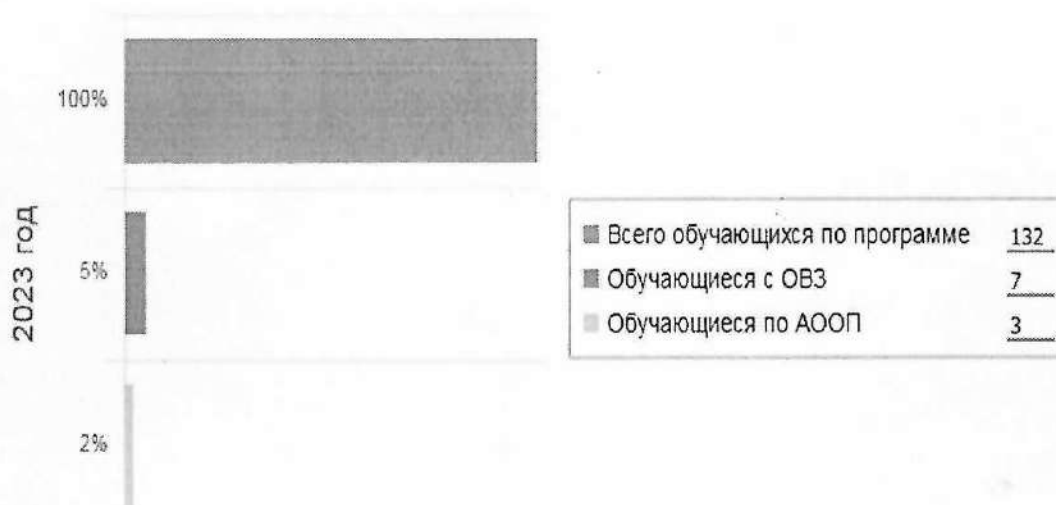 100%
5%
2%
2023 год
Всего обучающихся по программе 132
Обучающиеся с ОВЗ 7
Обучающиеся по АООП 3